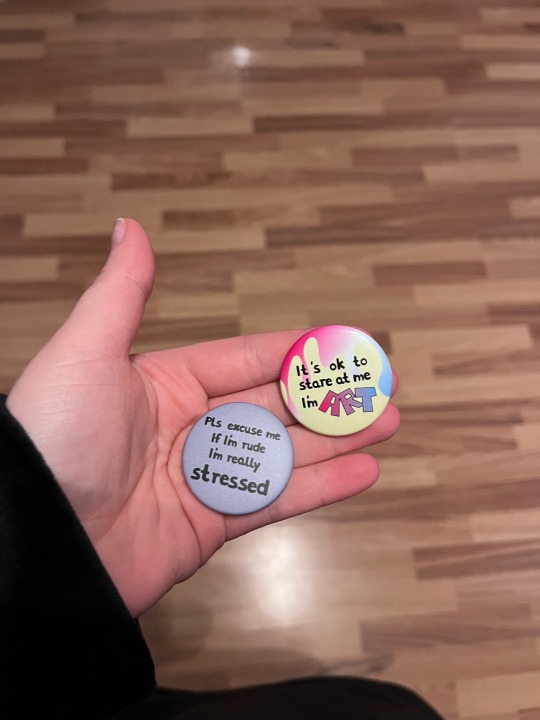 It's ok to
stare at me
I'm ART
Pls excuse me
If I'm rude
I'm really
stressed